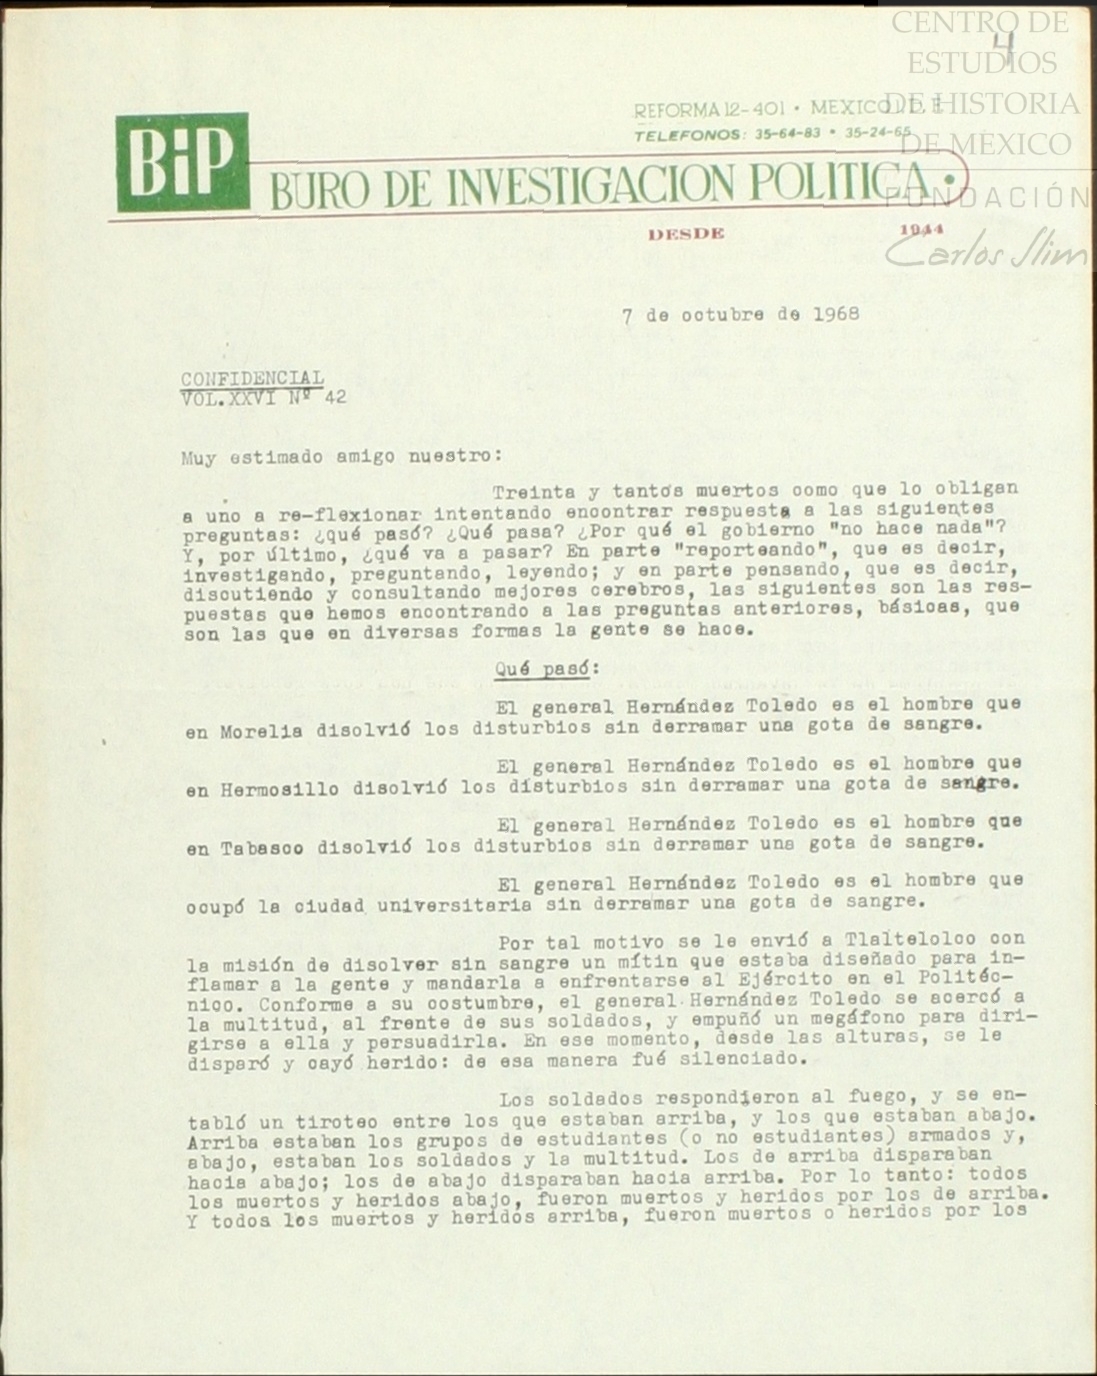 CENTRO DE
ESTUDIOS
DE HISTORIA
DE MÉXICO
FUNDACIÓN
Carlos Slim
4
REFORMA 12-401 • MEXICO 1, D. F.
TELEFONOS: 35-64-83 • 35-24-65
BIP
BURO DE INVESTIGACION POLITICA •
DESDE 1944
7 de octubre de 1968
CONFIDENCIAL
VOL.XXVI Nº 42
Muy estimado amigo nuestro:
Treinta y tantos muertos como que lo obligan
a uno a re-flexionar intentando encontrar respuesta a las siguientes
preguntas: ¿qué pasó? ¿Qué pasa? ¿Por qué el gobierno "no hace nada"?
Y, por último, ¿qué va a pasar? En parte "reporteando", que es decir,
investigando, preguntando, leyendo; y en parte pensando, que es decir,
discutiendo y consultando mejores cerebros, las siguientes son las res-
puestas que hemos encontrando a las preguntas anteriores, básicas, que
son las que en diversas formas la gente se hace.
Qué pasó:
El general Hernández Toledo es el hombre que
en Morelia disolvió los disturbios sin derramar una gota de sangre.
El general Hernández Toledo es el hombre que
en Hermosillo disolvió los disturbios sin derramar una gota de sangre.
El general Hernández Toledo es el hombre que
en Tabasco disolvió los disturbios sin derramar una gota de sangre.
El general Hernández Toledo es el hombre que
ocupó la ciudad universitaria sin derramar una gota de sangre.
Por tal motivo se le envió a Tlaltelolco con
la misión de disolver sin sangre un mítin que estaba diseñado para in-
flamar a la gente y mandarla a enfrentarse al Ejército en el Politéc-
nico. Conforme a su costumbre, el general Hernández Toledo se acercó a
la multitud, al frente de sus soldados, y empuñó un megáfono para diri-
girse a ella y persuadirla. En ese momento, desde las alturas, se le
disparó y cayó herido: de esa manera fué silenciado.
Los soldados respondieron al fuego, y se en-
tabló un tiroteo entre los que estaban arriba, y los que estaban abajo.
Arriba estaban los grupos de estudiantes (o no estudiantes) armados y,
abajo, estaban los soldados y la multitud. Los de arriba disparaban
hacia abajo; los de abajo disparaban hacia arriba. Por lo tanto: todos
los muertos y heridos abajo, fueron muertos y heridos por los de arriba.
Y todos los muertos y heridos arriba, fueron muertos o heridos por los